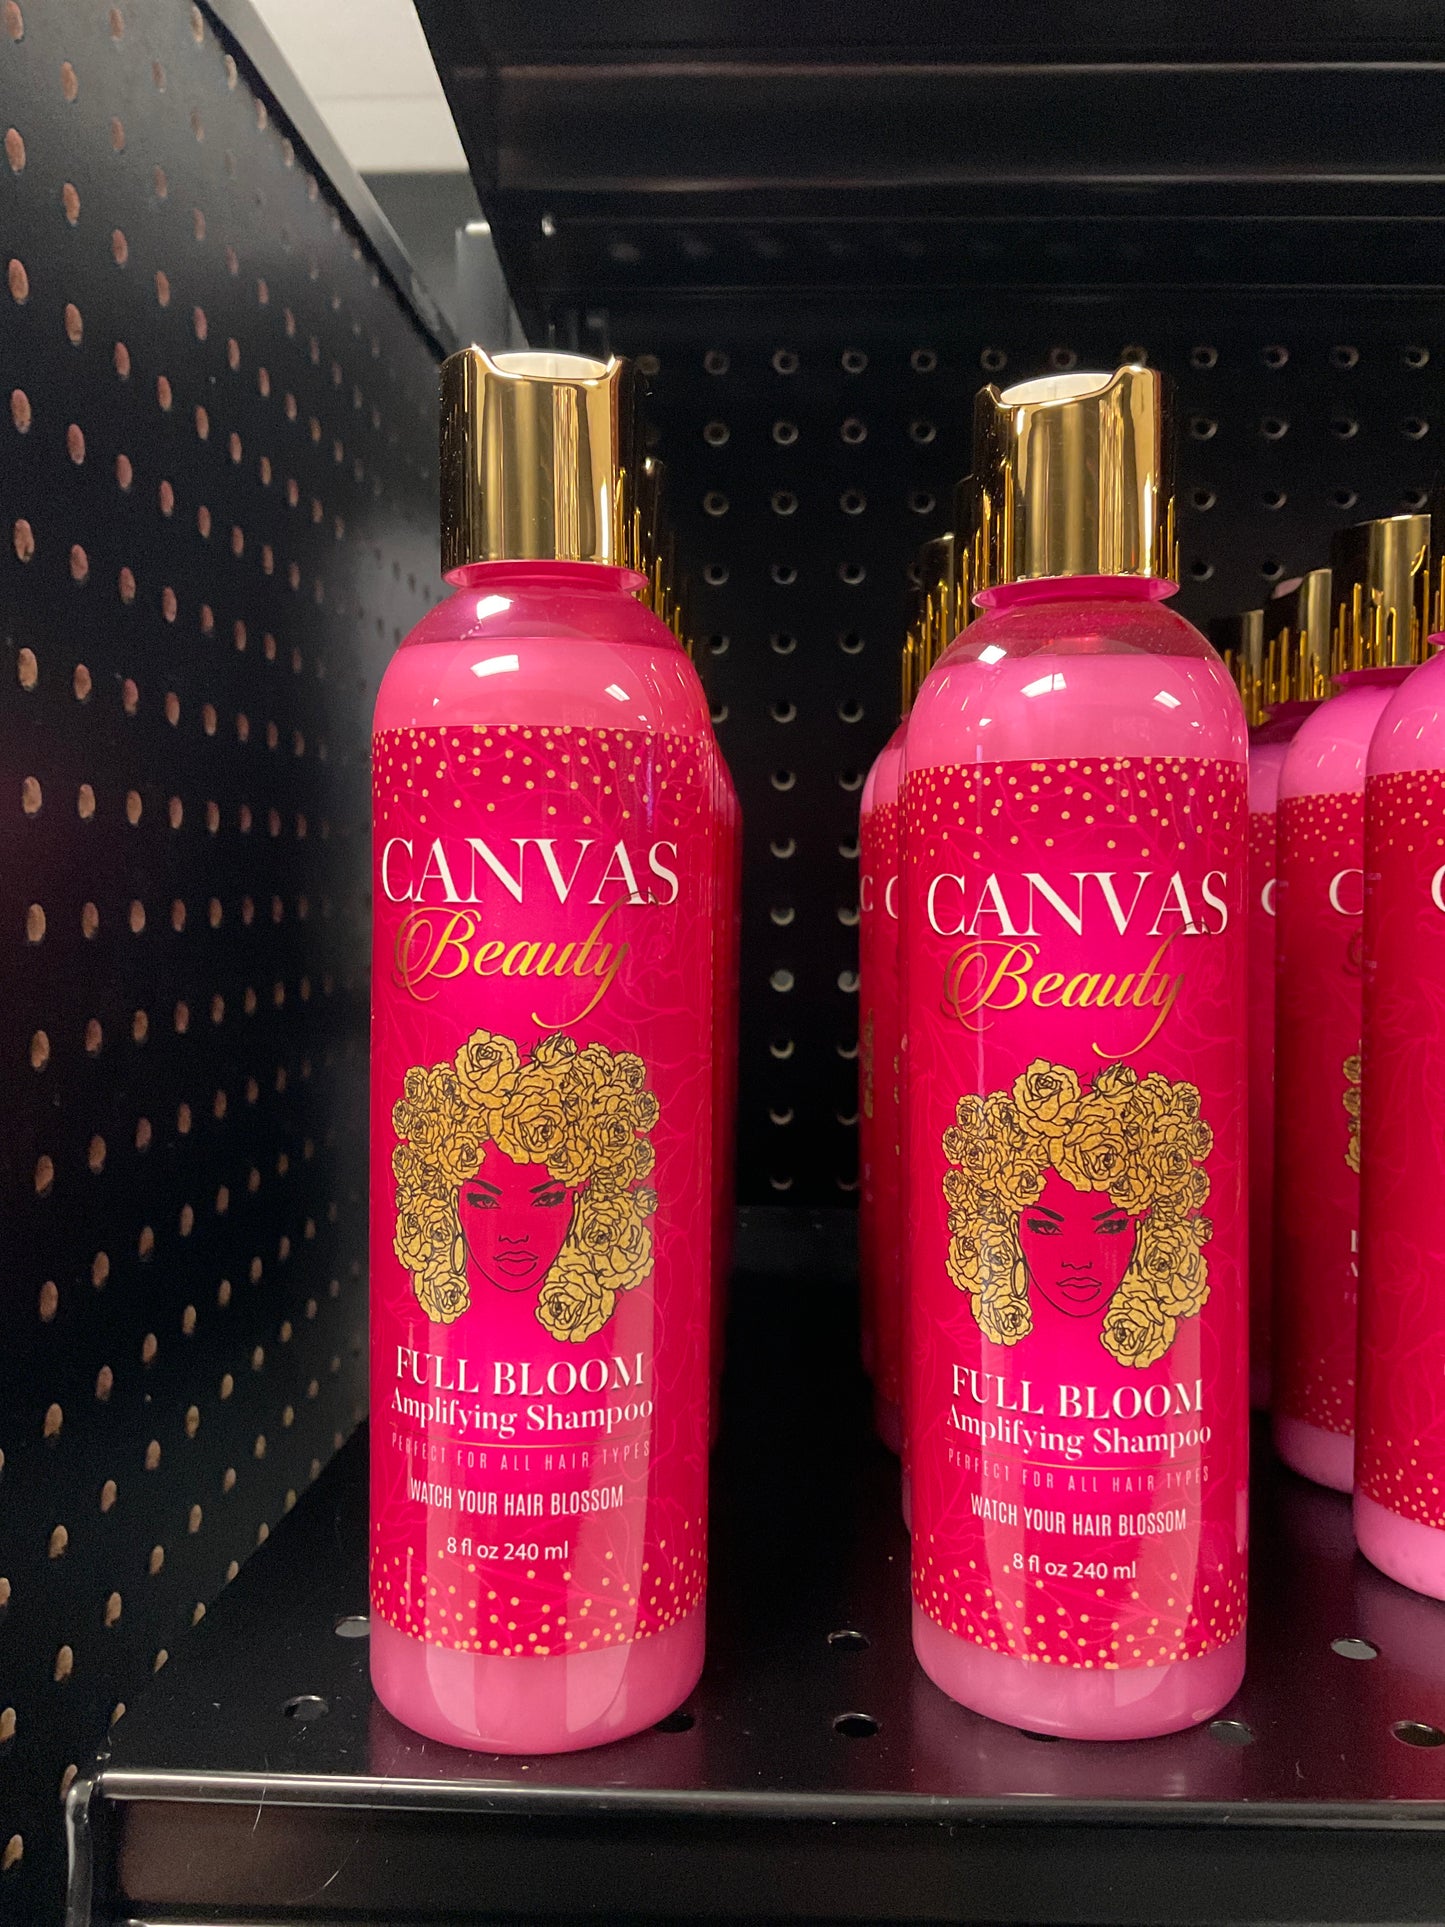 CANVAS
Beauty
FULL BLOOM
Amplifying Shampoo
PERFECT FOR ALL HAIR TYPES
WATCH YOUR HAIR BLOSSOM
8 fl oz 240 ml
CANVAS
Beauty
FULL BLOOM
Amplifying Shampoo
PERFECT FOR ALL HAIR TYPES
WATCH YOUR HAIR BLOSSOM
8 fl oz 240 ml